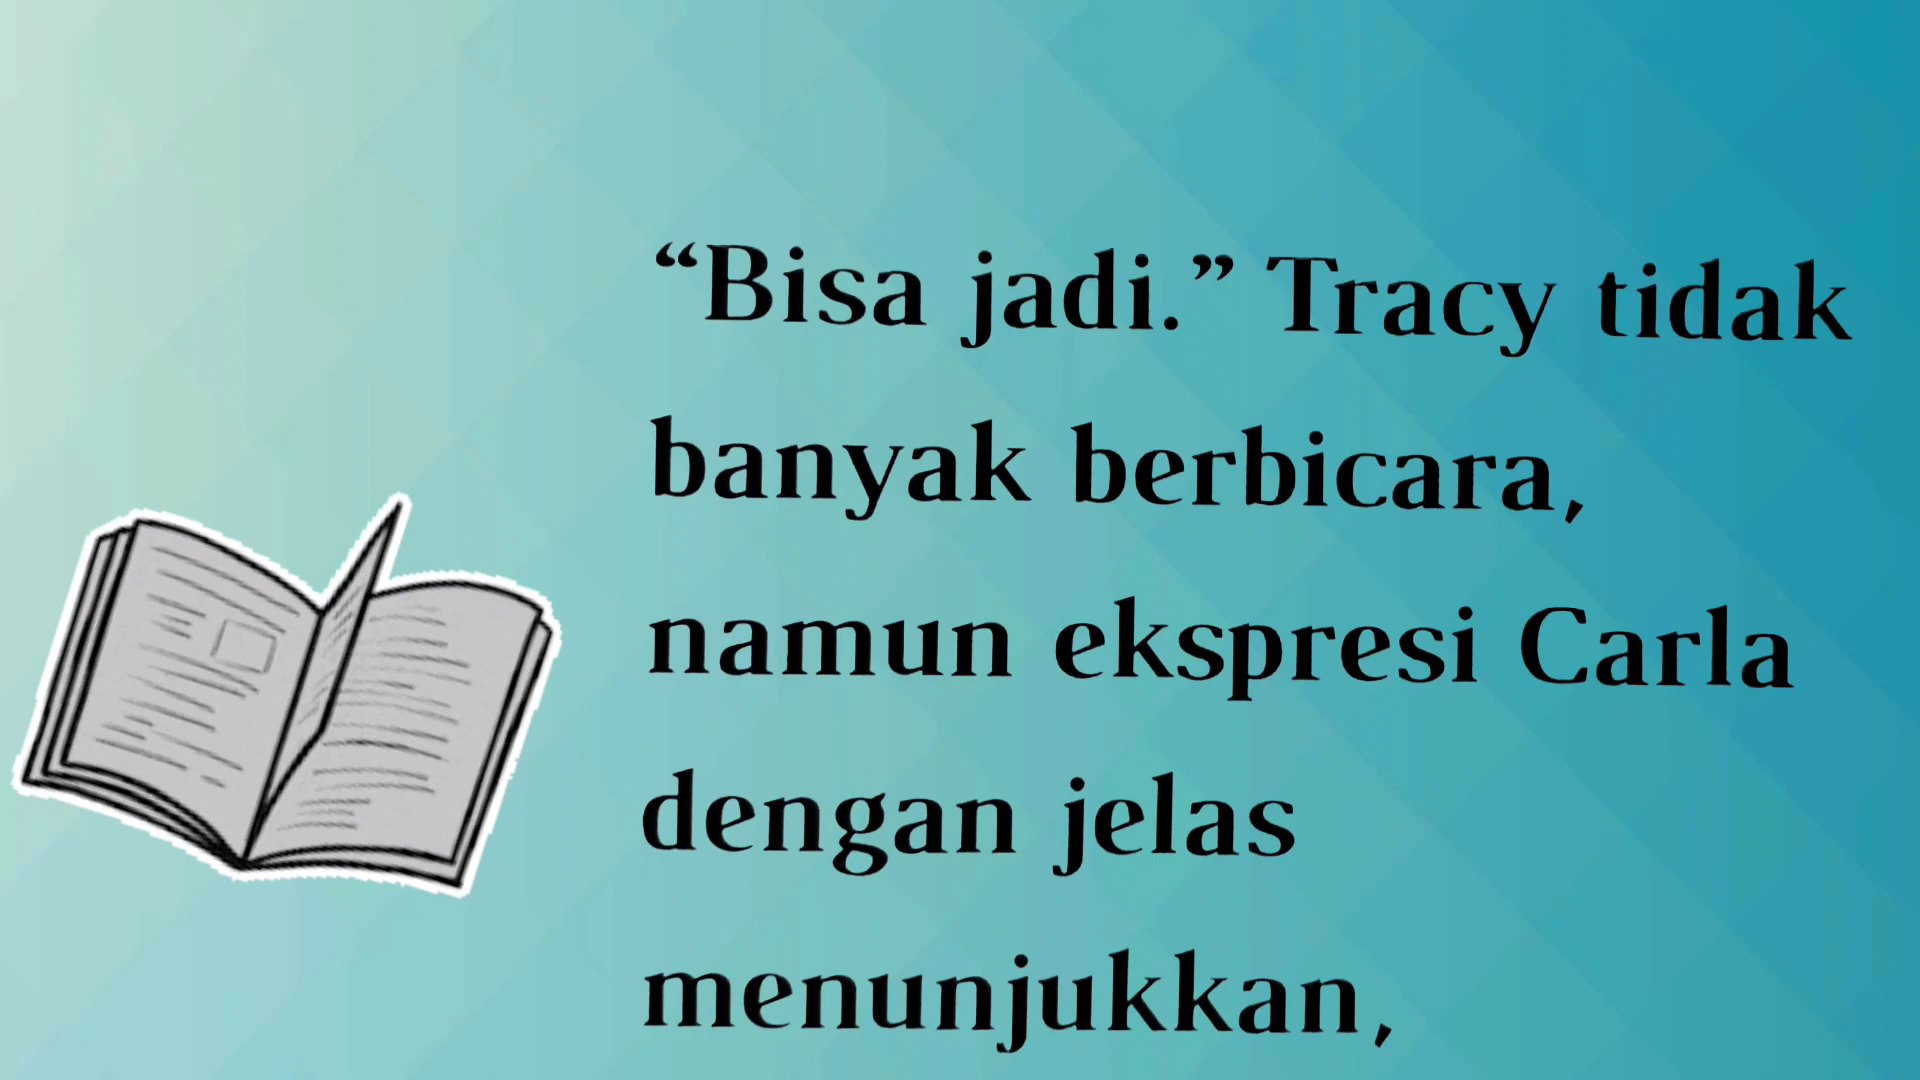 “Bisa jadi.” Tracy tidak
banyak berbicara,
namun ekspresi Carla
dengan jelas
menunjukkan,